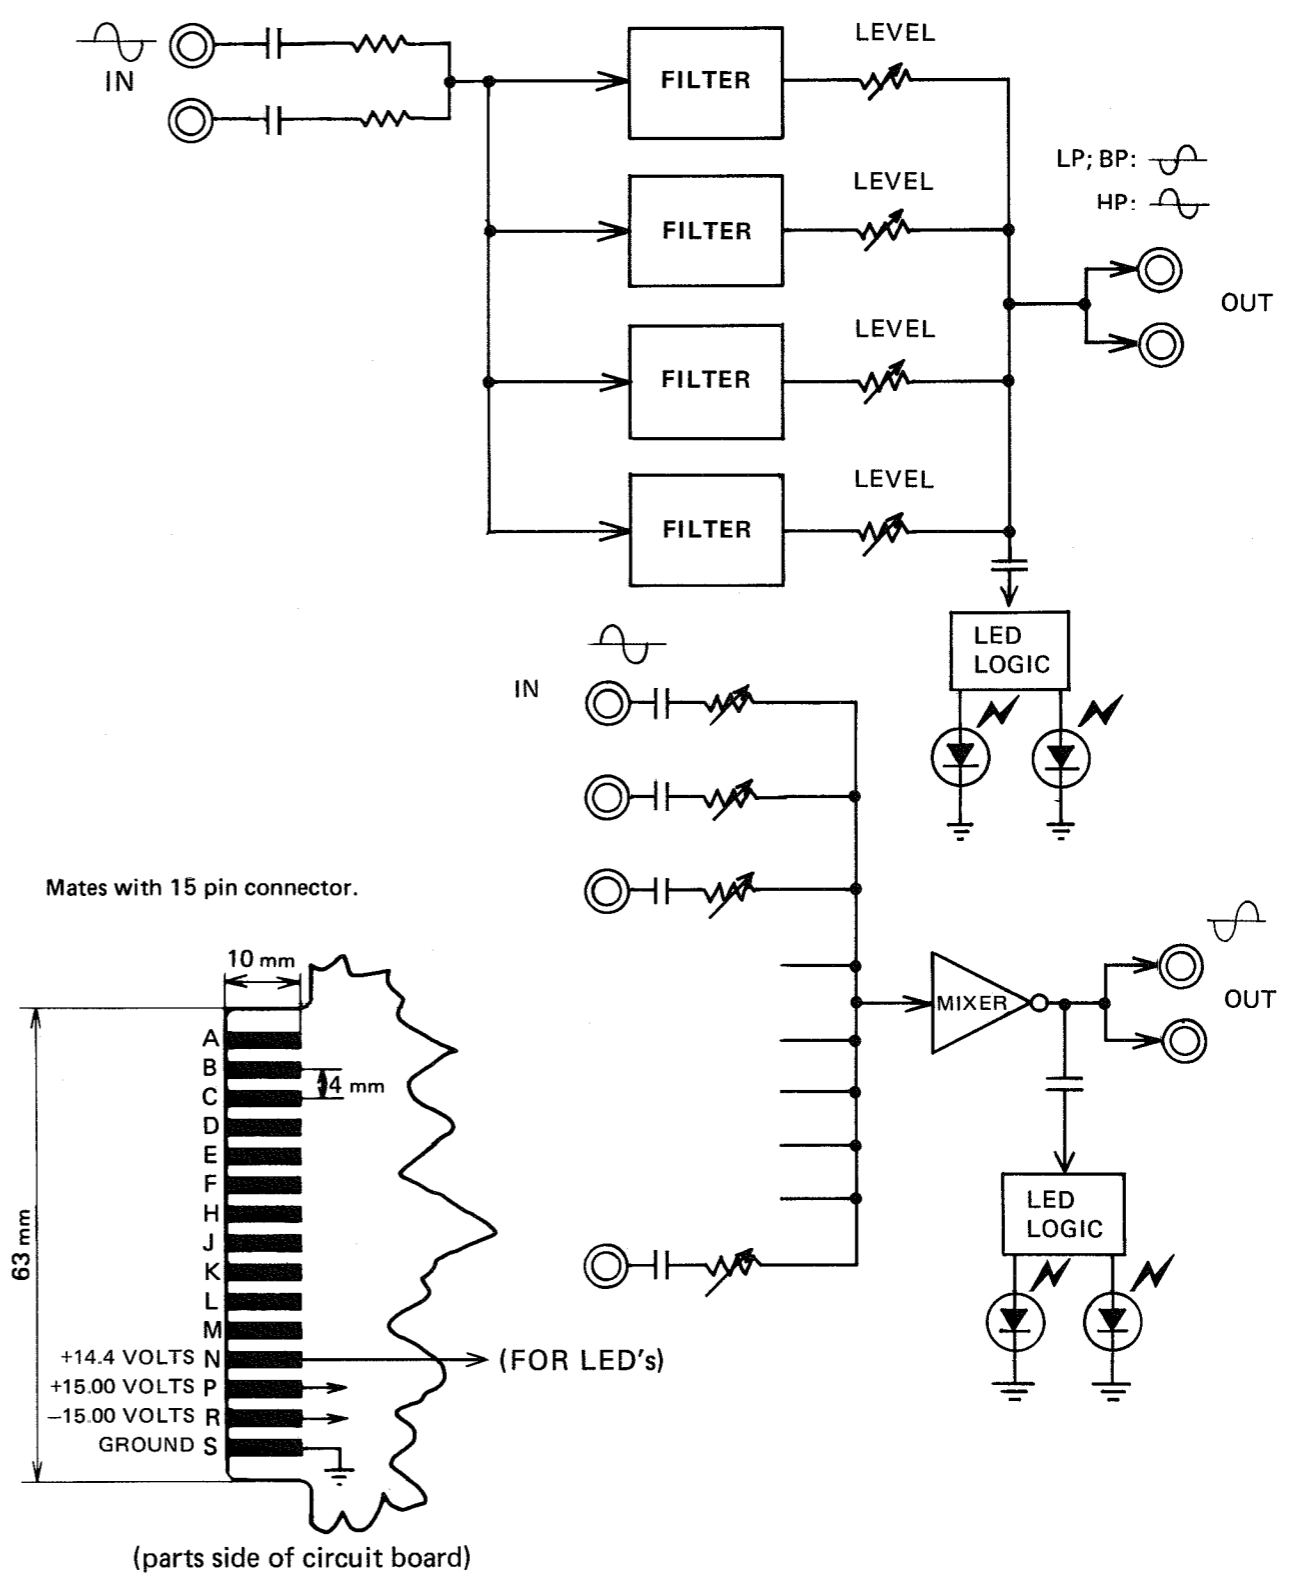 IN
FILTER
LEVEL
LP; BP:
HP:
FILTER
LEVEL
OUT
FILTER
LEVEL
FILTER
LEVEL
LED
LOGIC
IN
MIXER
OUT
LED
LOGIC
Mates with 15 pin connector.
10 mm
63 mm
A
B
4 mm
C
D
E
F
H
J
K
L
M
+14.4 VOLTS N (FOR LED's)
+15.00 VOLTS P
–15.00 VOLTS R
GROUND S
(parts side of circuit board)